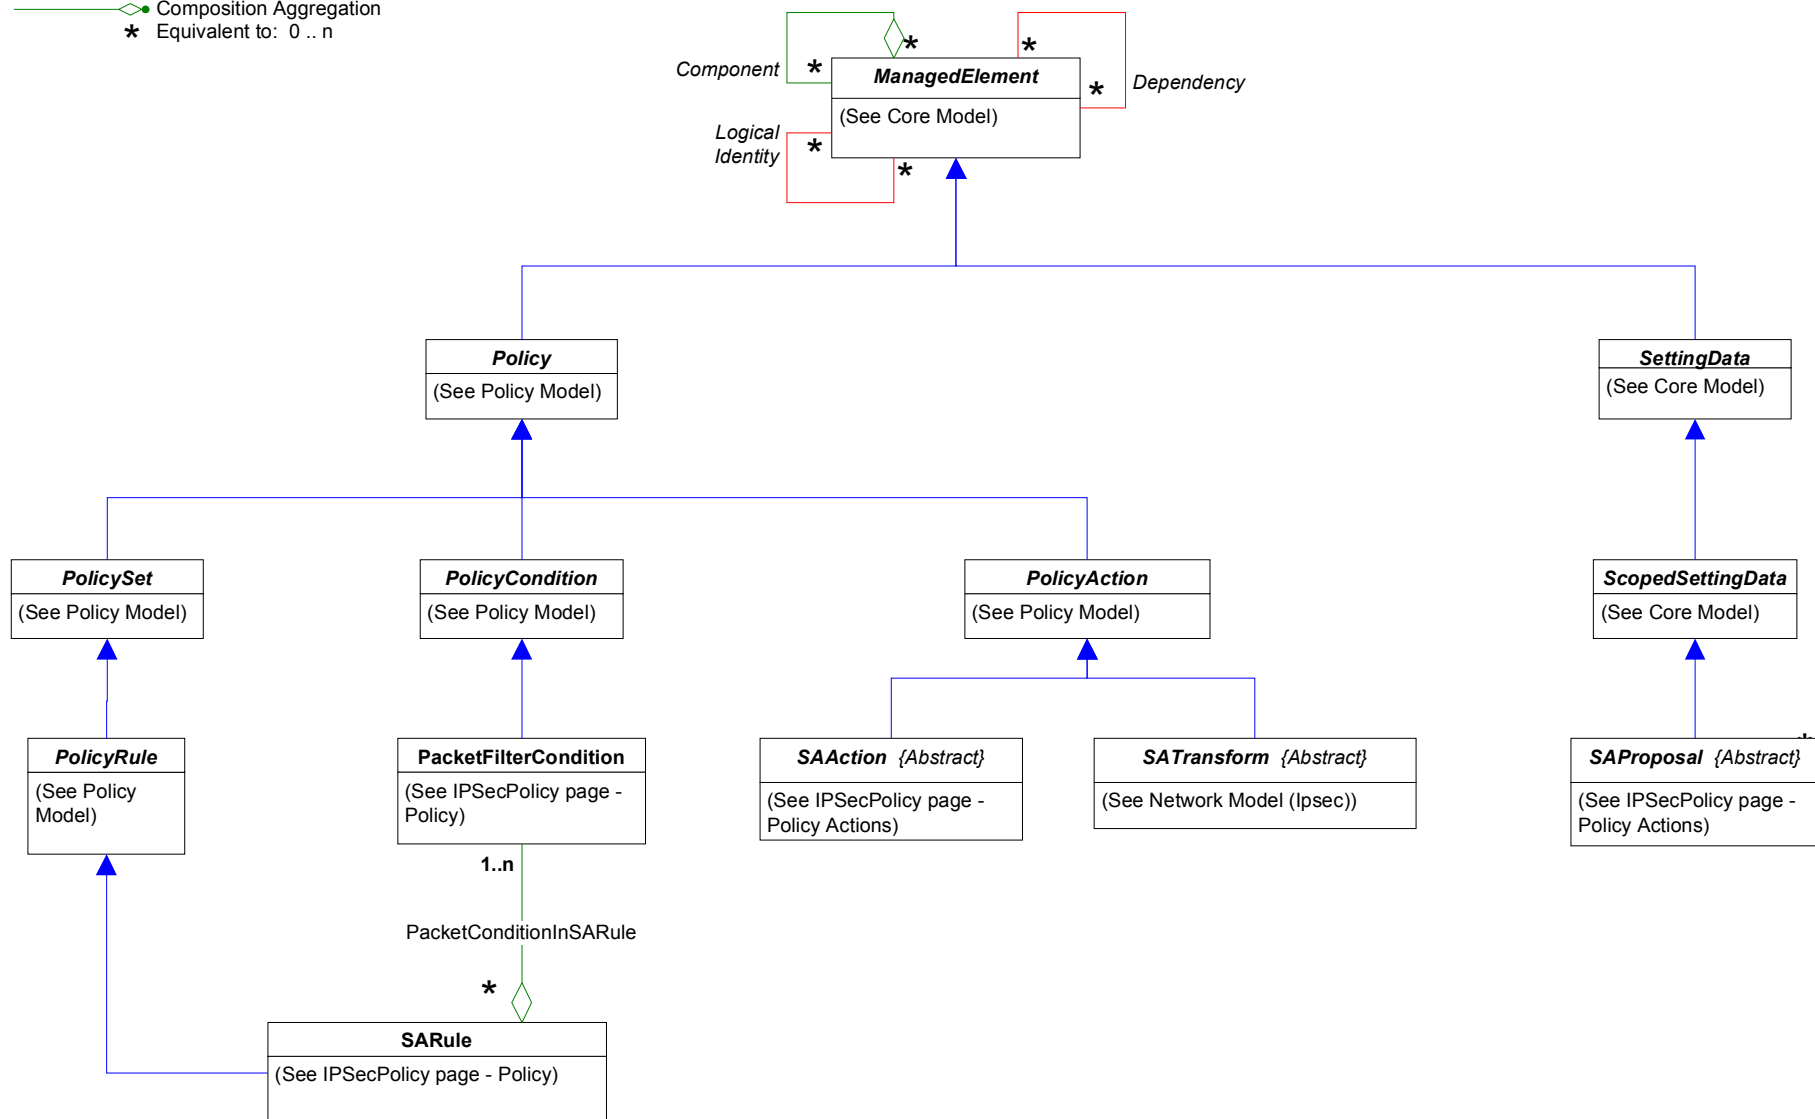 Composition Aggregation
* Equivalent to: 0 .. n
Component
*
*
ManagedElement
(See Core Model)
*
*
Dependency
Logical
Identity
*
*
Policy
(See Policy Model)
SettingData
(See Core Model)
PolicySet
(See Policy Model)
PolicyCondition
(See Policy Model)
PolicyAction
(See Policy Model)
ScopedSettingData
(See Core Model)
PolicyRule
(See Policy
Model)
PacketFilterCondition
(See IPSecPolicy page -
Policy)
SAAction {Abstract}
(See IPSecPolicy page -
Policy Actions)
SATransform {Abstract}
(See Network Model (Ipsec))
*
SAProposal {Abstract}
(See IPSecPolicy page -
Policy Actions)
1..n
PacketConditionInSARule
*
SARule
(See IPSecPolicy page - Policy)